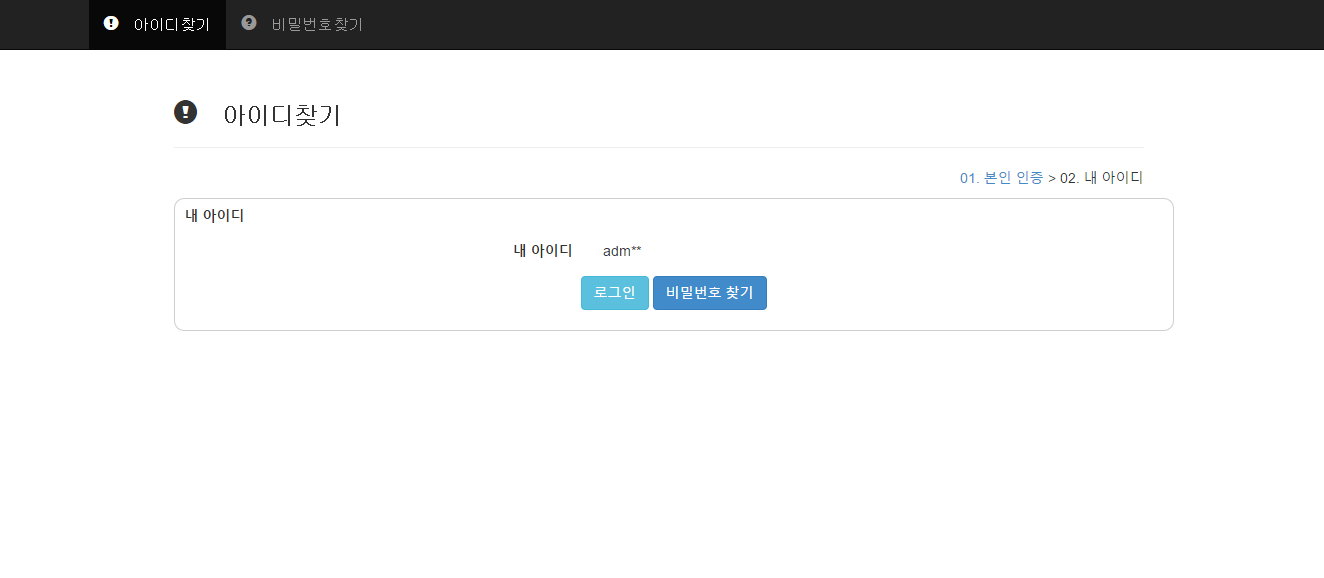 아이디찾기 비밀번호찾기
아이디찾기
01. 본인 인증 > 02. 내 아이디
내 아이디
내 아이디 adm**
로그인 비밀번호 찾기